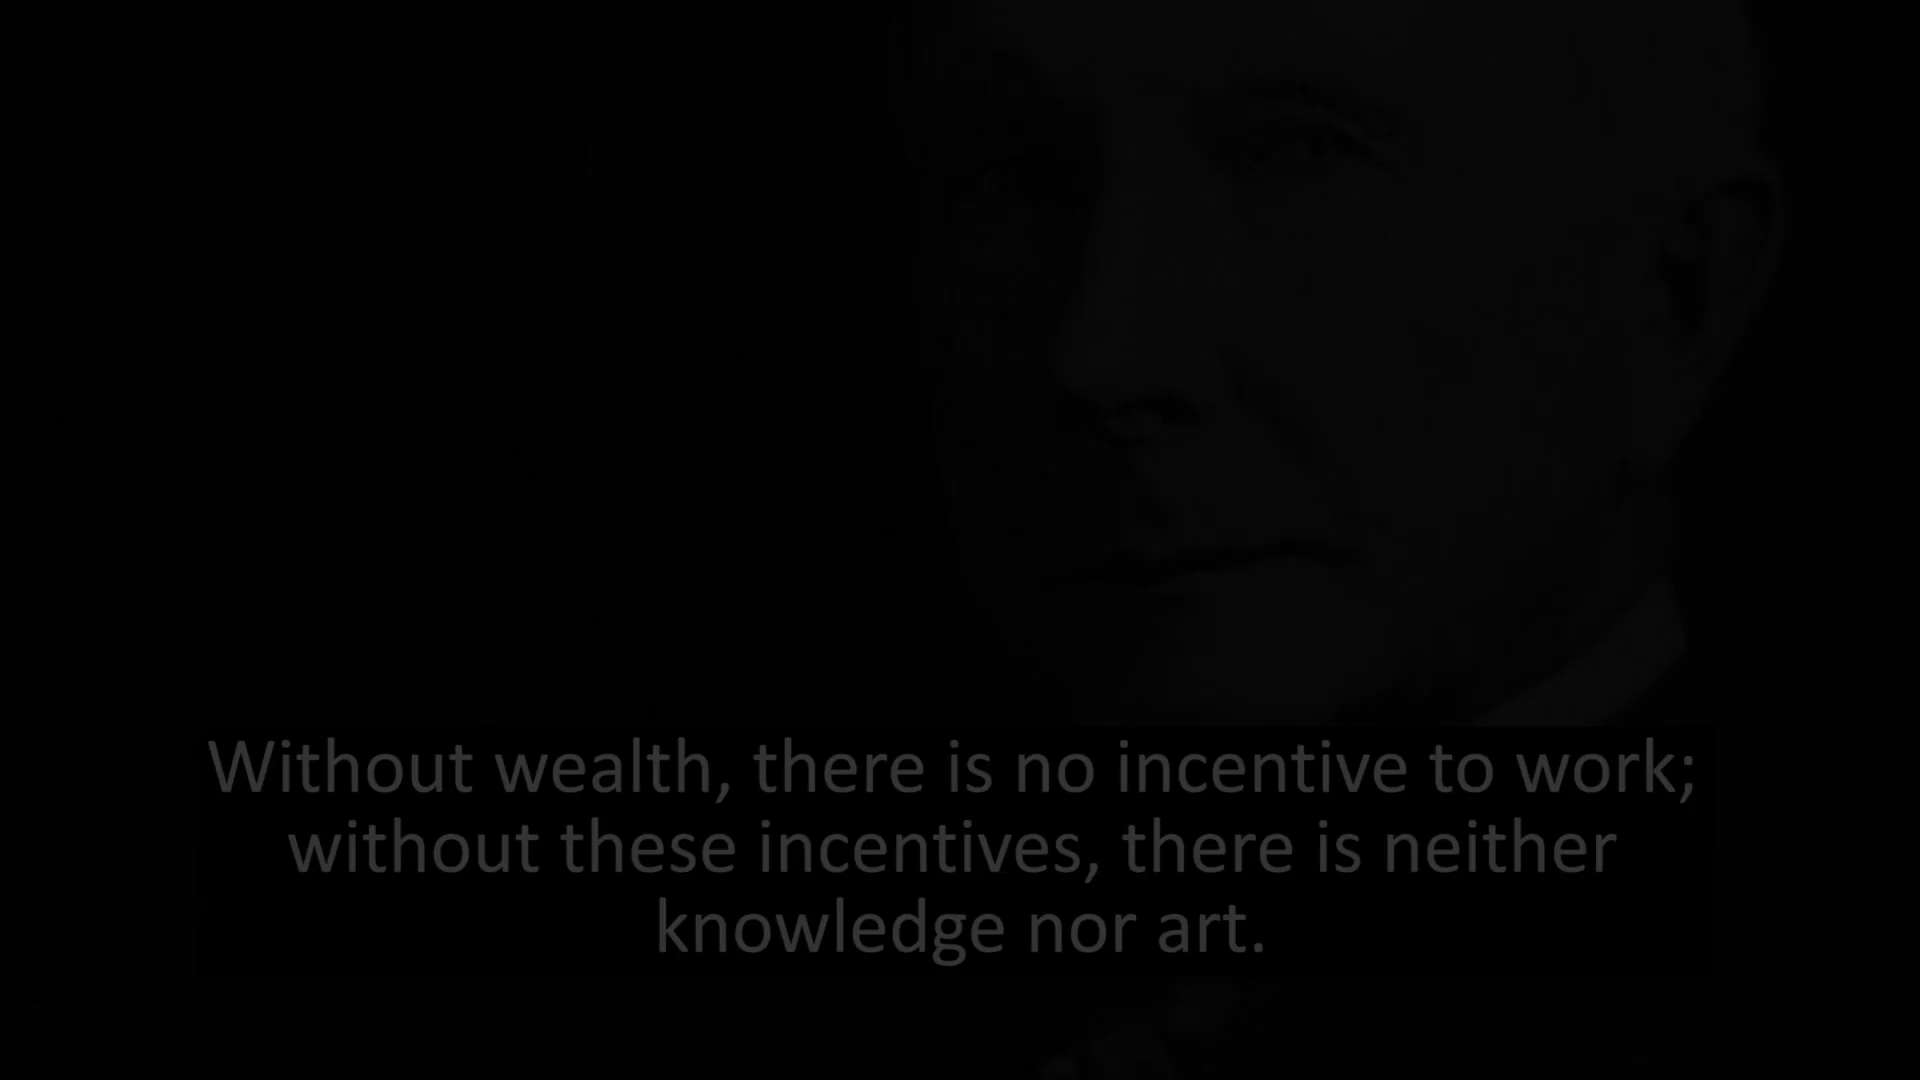 Without wealth, there is no incentive to work;
without these incentives, there is neither
knowledge nor art.